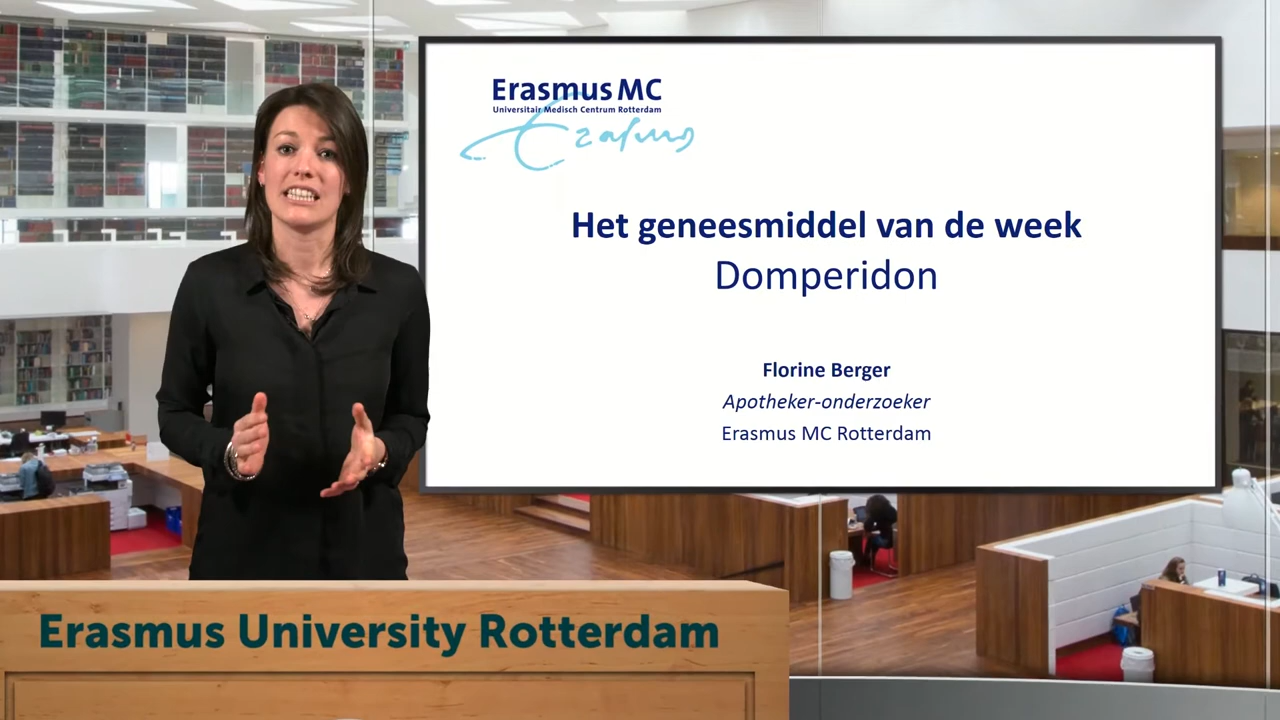 Erasmus MC
Universitair Medisch Centrum Rotterdam
Erasmus
Het geneesmiddel van de week
Domperidon
Florine Berger
Apotheker-onderzoeker
Erasmus MC Rotterdam
Erasmus University Rotterdam